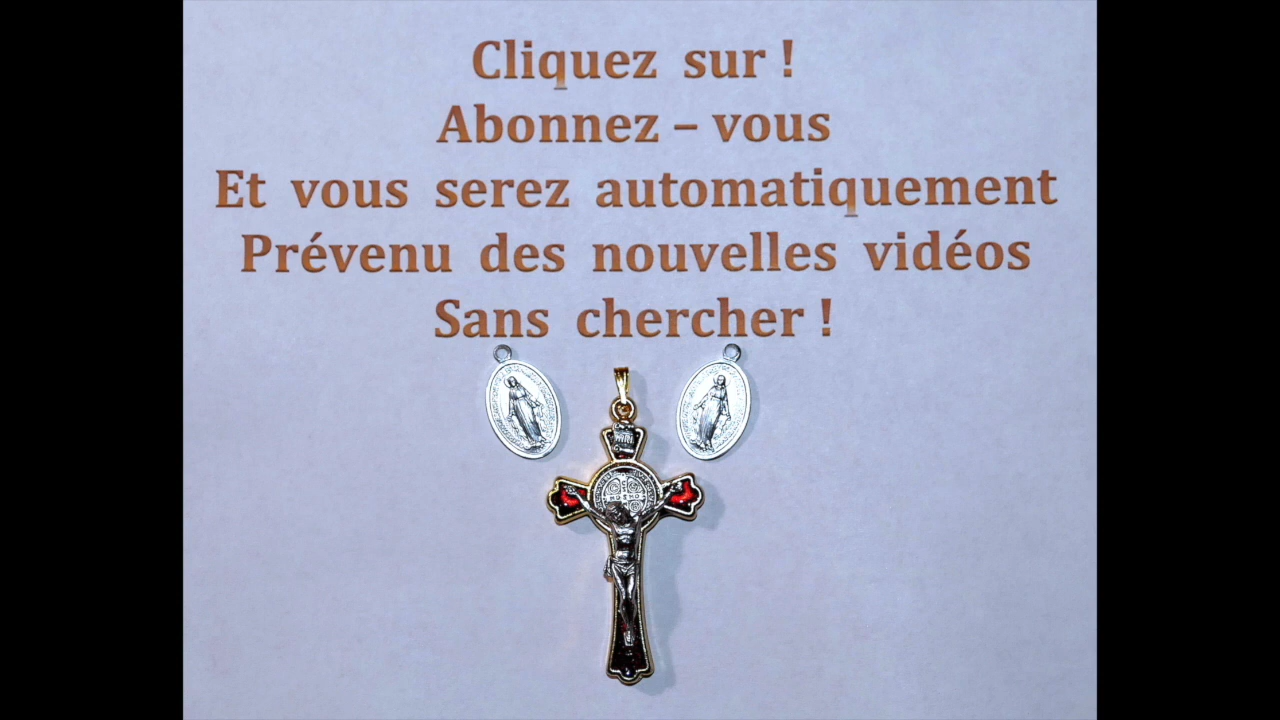 Cliquez sur !
Abonnez – vous
Et vous serez automatiquement
Prévenu des nouvelles vidéos
Sans chercher !